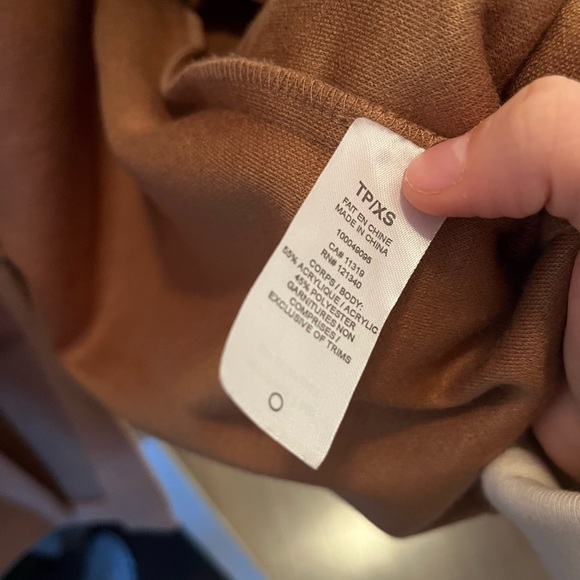 TP/XS
FAIT EN CHINE
MADE IN CHINA
100049095
CA# 11319
RN# 121340
CORPS / BODY:
55% ACRYLIQUE / ACRYLIC
45% POLYESTER
GARNITURES NON
COMPRISES /
EXCLUSIVE OF TRIMS